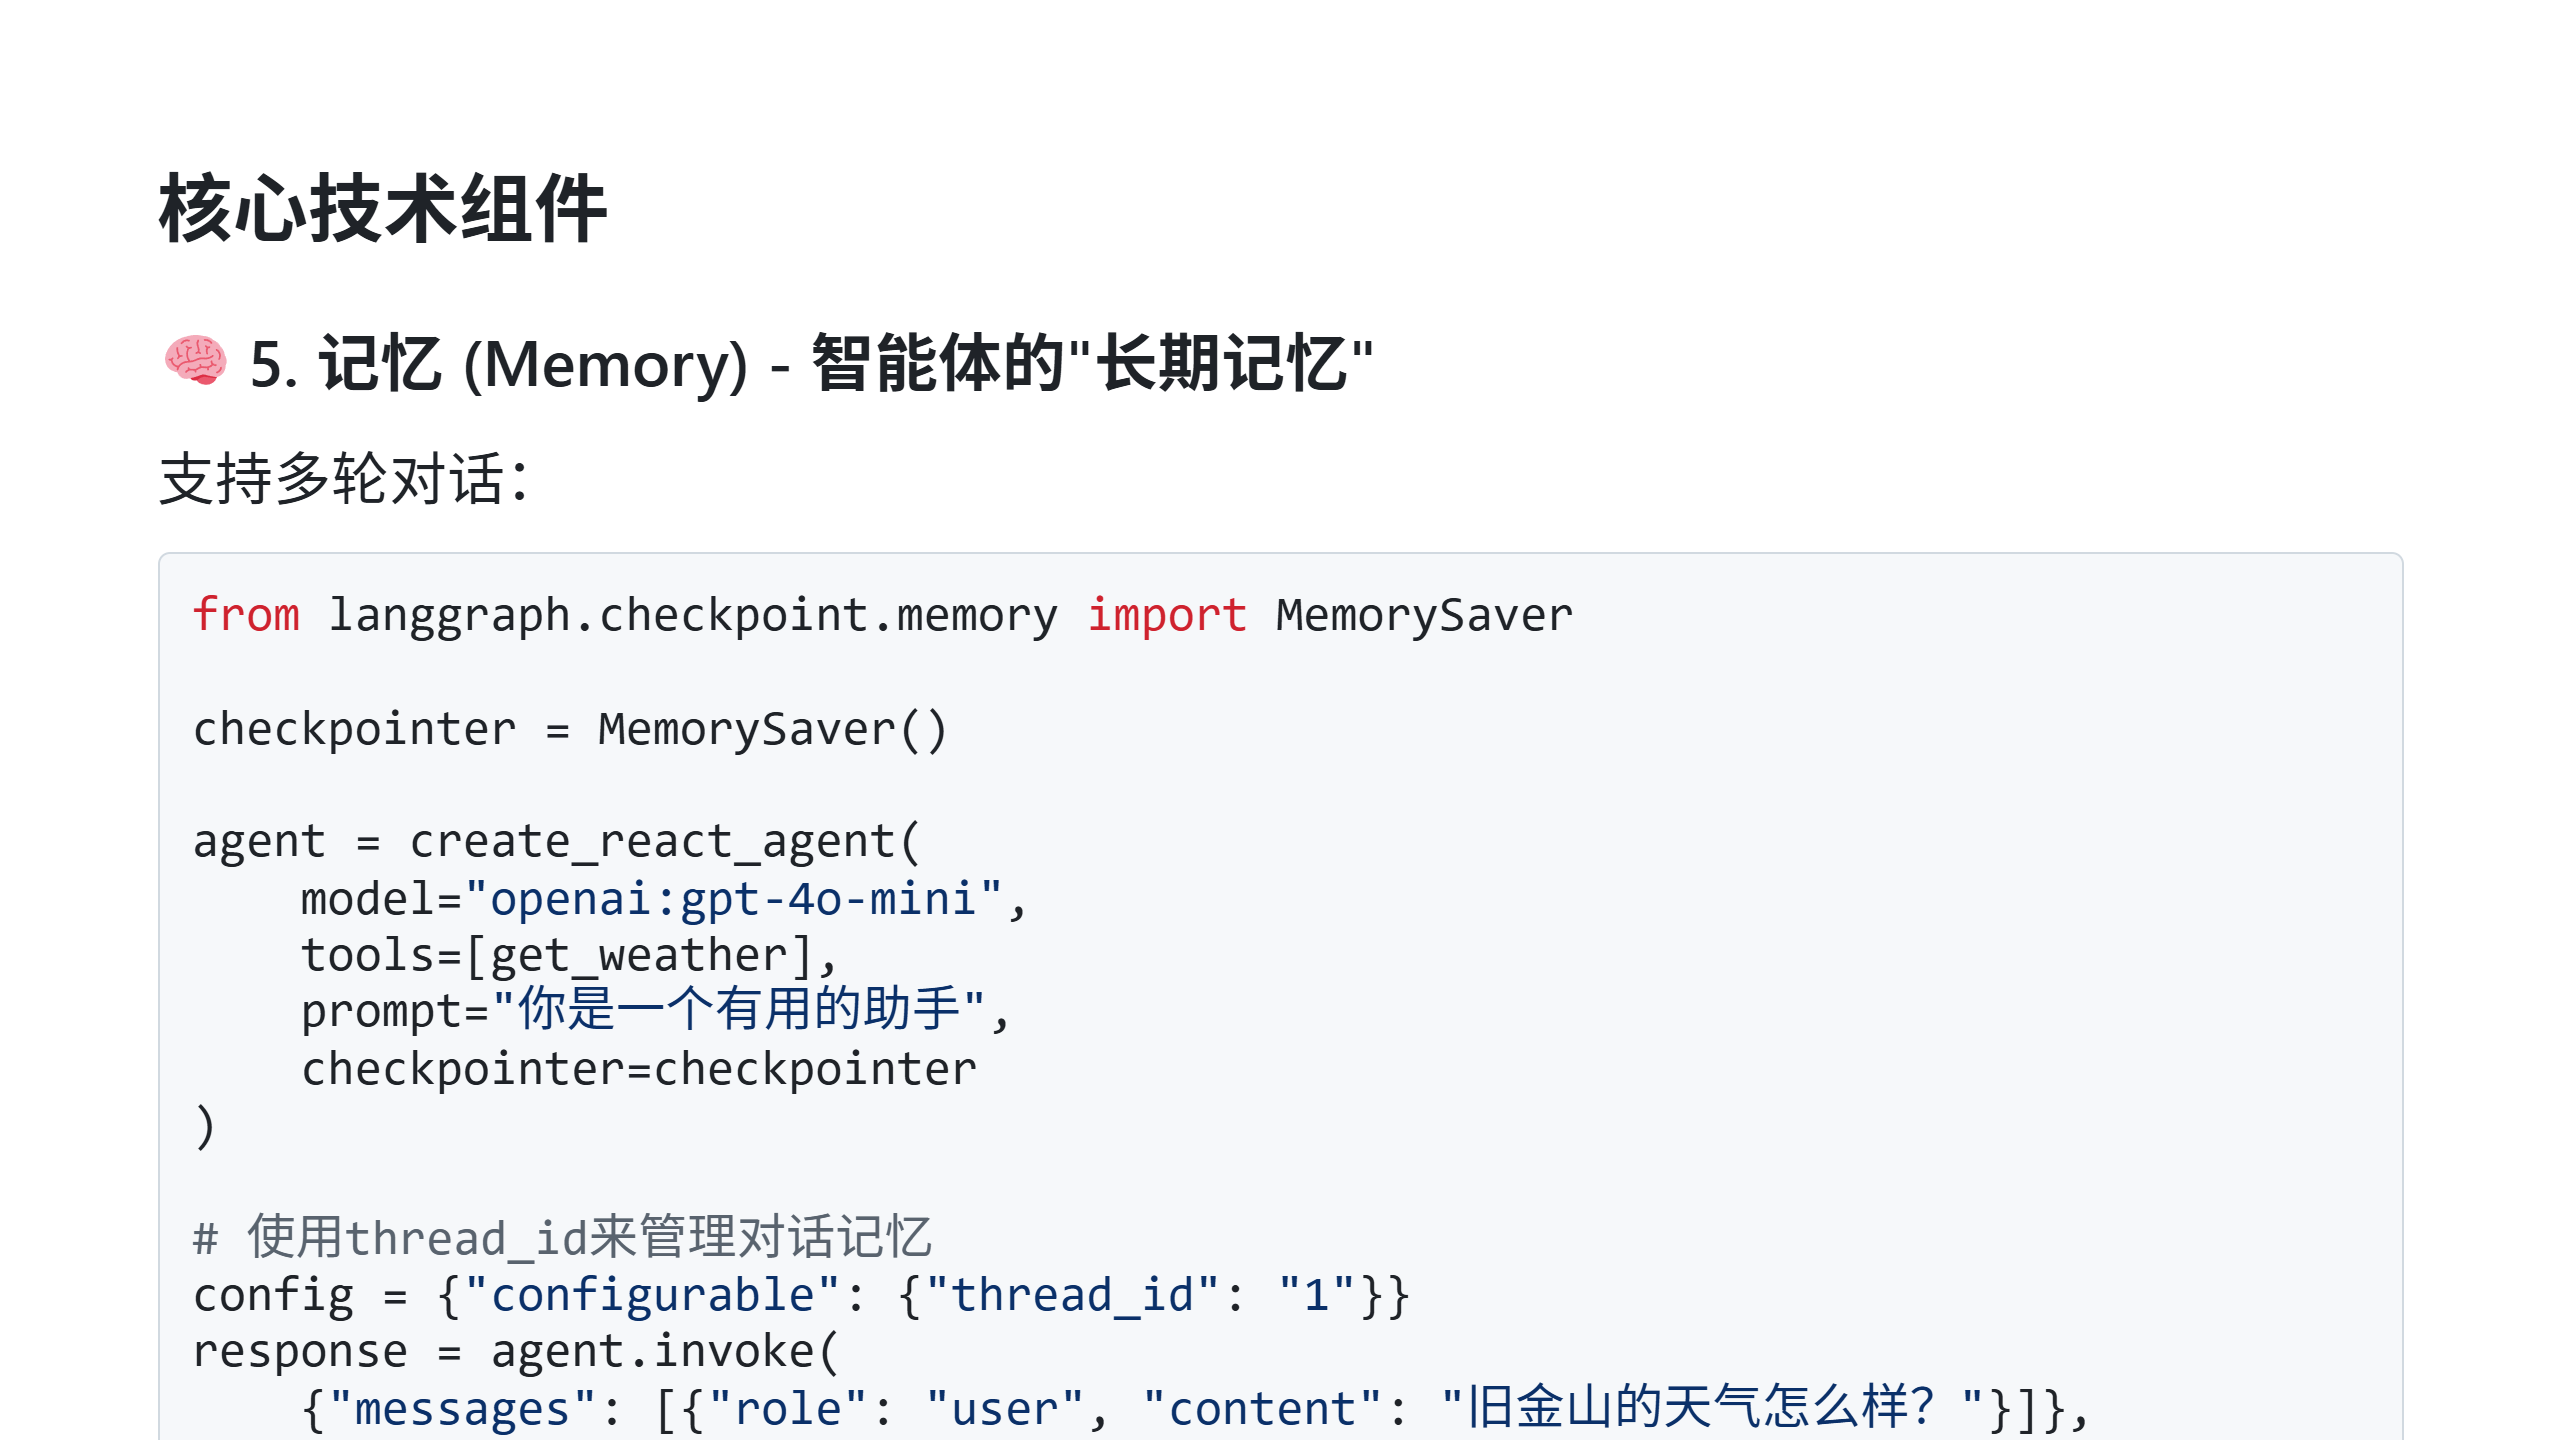 核心技术组件
🧠 5. 记忆 (Memory) - 智能体的"长期记忆"
支持多轮对话：
from langgraph.checkpoint.memory import MemorySaver
checkpointer = MemorySaver()
agent = create_react_agent(
    model="openai:gpt-4o-mini",
    tools=[get_weather],
    prompt="你是一个有用的助手",
    checkpointer=checkpointer
)
# 使用thread_id来管理对话记忆
config = {"configurable": {"thread_id": "1"}}
response = agent.invoke(
    {"messages": [{"role": "user", "content": "旧金山的天气怎么样？"}]},